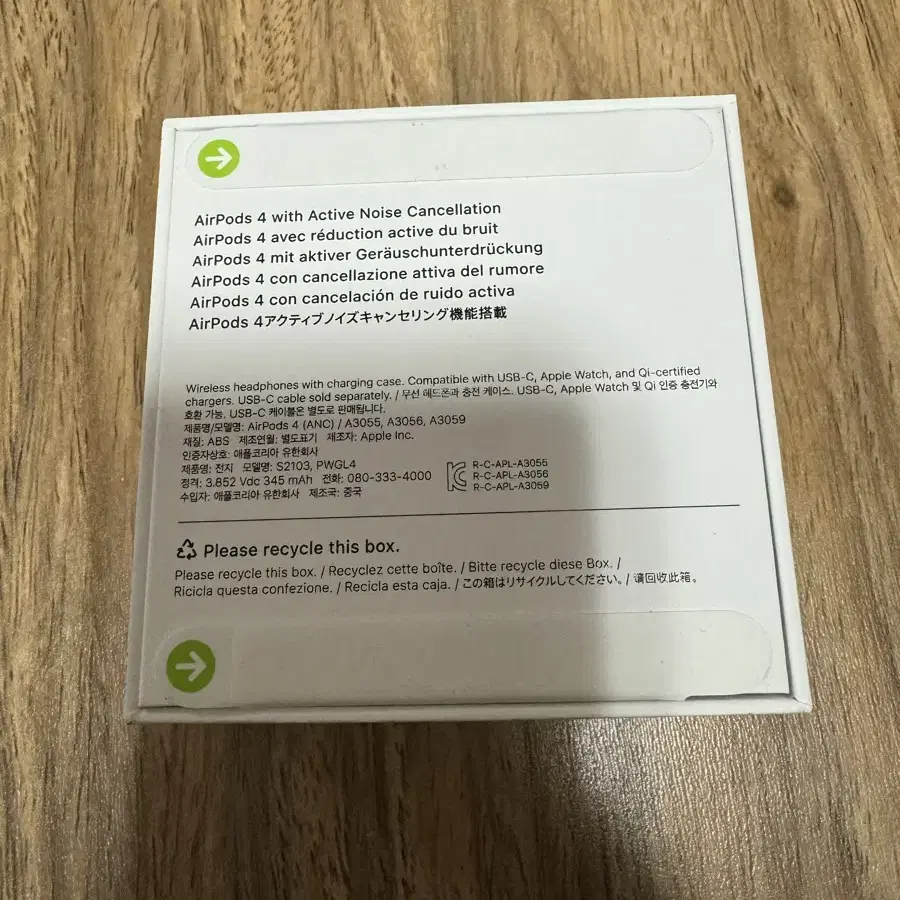 AirPods 4 with Active Noise Cancellation
AirPods 4 avec réduction active du bruit
AirPods 4 mit aktiver Geräuschunterdrückung
AirPods 4 con cancellazione attiva del rumore
AirPods 4 con cancelación de ruido activa
AirPods 4アクティブノイズキャンセリング機能搭載
Wireless headphones with charging case. Compatible with USB-C, Apple Watch, and Qi-certified
chargers. USB-C cable sold separately. / 무선 헤드폰과 충전 케이스. USB-C, Apple Watch 및 Qi 인증 충전기와
호환 가능. USB-C 케이블은 별도로 판매됩니다.
제품명/모델명: AirPods 4 (ANC) / A3055, A3056, A3059
재질: ABS 제조연월: 별도표기 제조자: Apple Inc.
인증자상호: 애플코리아 유한회사
제품명: 전지 모델명: S2103, PWGL4
정격: 3.852 Vdc 345 mAh 전화: 080-333-4000
수입자: 애플코리아 유한회사 제조국: 중국
R-C-APL-A3055
R-C-APL-A3056
R-C-APL-A3059
Please recycle this box.
Please recycle this box. / Recyclez cette boîte. / Bitte recycle diese Box. /
Ricicla questa confezione. / Recicla esta caja. / この箱はリサイクルしてください。/ 请回收此箱。